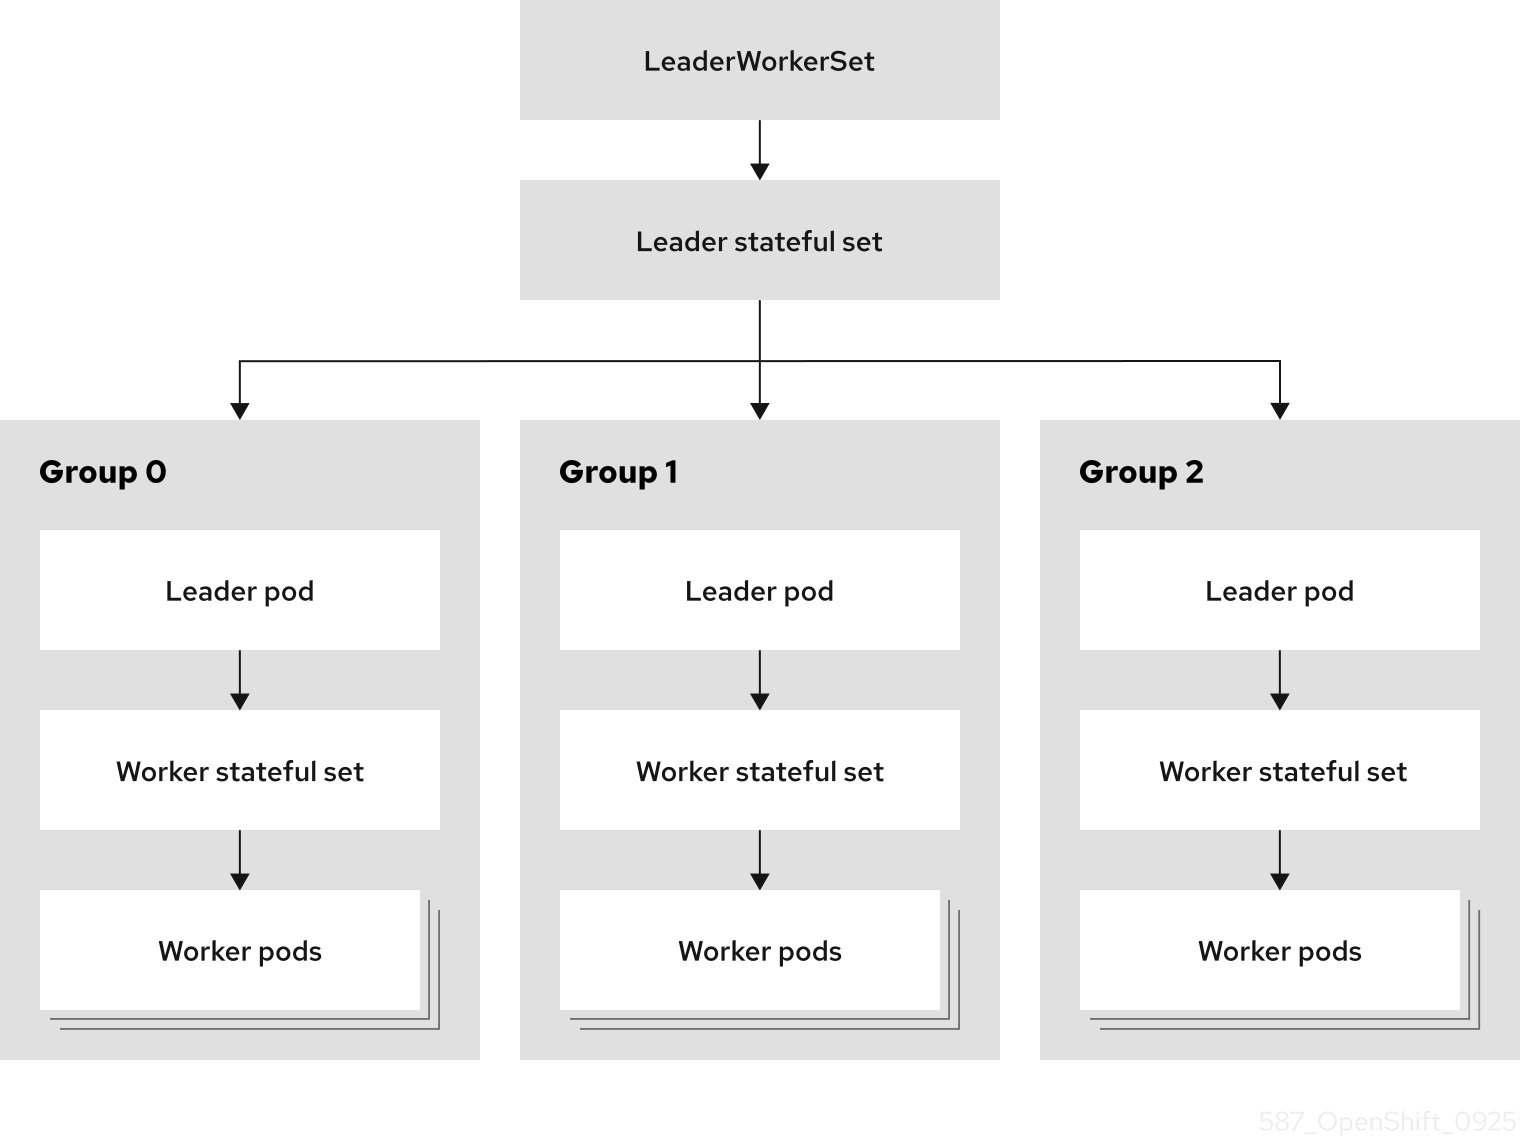 LeaderWorkerSet
Leader stateful set
Group 0
Leader pod
Worker stateful set
Worker pods
Group 1
Leader pod
Worker stateful set
Worker pods
Group 2
Leader pod
Worker stateful set
Worker pods
587_OpenShift_0925